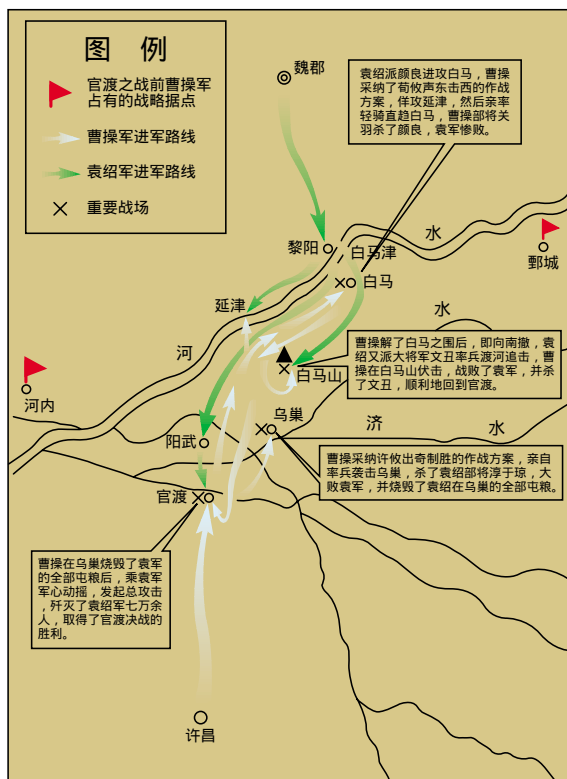 图 例
官渡之战前曹操军
占有的战略据点
曹操军进军路线
袁绍军进军路线
重要战场
魏郡
袁绍派颜良进攻白马，曹操
采纳了荀攸声东击西的作战
方案，佯攻延津，然后亲率
轻骑直趋白马，曹操部将关
羽杀了颜良，袁军惨败。
水
黎阳
白马津
鄄城
白马
延津
水
河
曹操解了白马之围后，即向南撤，袁
绍又派大将军文丑率兵渡河追击，曹
操在白马山伏击，战败了袁军，并杀
了文丑，顺利地回到官渡。
白马山
河内
乌巢
济
水
阳武
曹操采纳许攸出奇制胜的作战方案，亲自
率兵袭击乌巢，杀了袁绍部将淳于琼，大
败袁军，并烧毁了袁绍在乌巢的全部屯粮。
官渡
曹操在乌巢烧毁了袁军
的全部屯粮后，乘袁军
军心动摇，发起总攻击
，歼灭了袁绍军七万余
人，取得了官渡决战的
胜利。
许昌